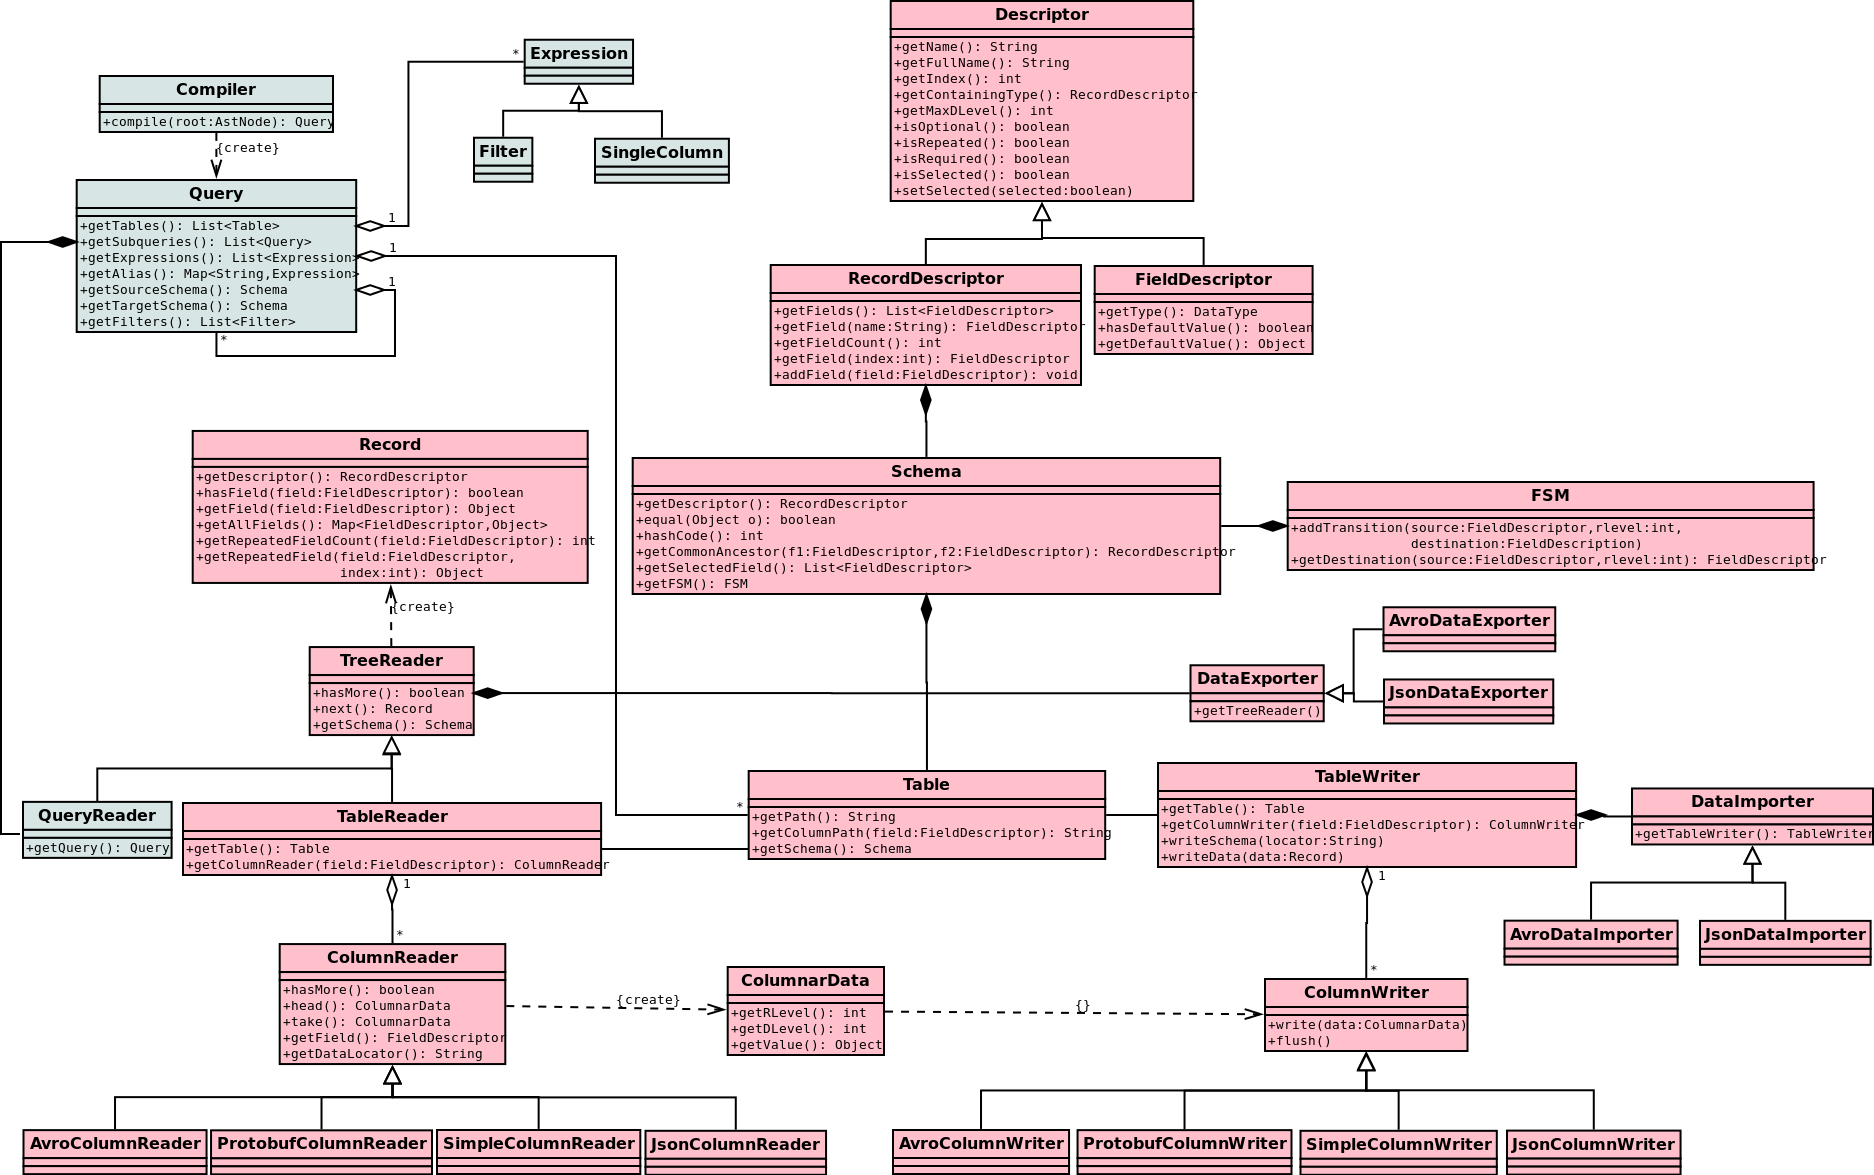 Descriptor
+getName(): String
+getFullName(): String
+getIndex(): int
+getContainingType(): RecordDescriptor
+getMaxDLevel(): int
+isOptional(): boolean
+isRepeated(): boolean
+isRequired(): boolean
+isSelected(): boolean
+setSelected(selected:boolean)
*
Expression
Compiler
+compile(root:AstNode): Query
{create}
Filter
SingleColumn
Query
+getTables(): List<Table>
+getSubqueries(): List<Query>
+getExpressions(): List<Expression>
+getAlias(): Map<String,Expression>
+getSourceSchema(): Schema
+getTargetSchema(): Schema
+getFilters(): List<Filter>
1
1
1
*
RecordDescriptor
+getFields(): List<FieldDescriptor>
+getField(name:String): FieldDescriptor
+getFieldCount(): int
+getField(index:int): FieldDescriptor
+addField(field:FieldDescriptor): void
FieldDescriptor
+getType(): DataType
+hasDefaultValue(): boolean
+getDefaultValue(): Object
Record
+getDescriptor(): RecordDescriptor
+hasField(field:FieldDescriptor): boolean
+getField(field:FieldDescriptor): Object
+getAllFields(): Map<FieldDescriptor,Object>
+getRepeatedFieldCount(field:FieldDescriptor): int
+getRepeatedField(field:FieldDescriptor,
index:int): Object
{create}
Schema
+getDescriptor(): RecordDescriptor
+equal(Object o): boolean
+hashCode(): int
+getCommonAncestor(f1:FieldDescriptor,f2:FieldDescriptor): RecordDescriptor
+getSelectedField(): List<FieldDescriptor>
+getFSM(): FSM
FSM
+addTransition(source:FieldDescriptor,rlevel:int,
destination:FieldDescription)
+getDestination(source:FieldDescriptor,rlevel:int): FieldDescriptor
TreeReader
+hasMore(): boolean
+next(): Record
+getSchema(): Schema
DataExporter
+getTreeReader()
AvroDataExporter
JsonDataExporter
QueryReader
+getQuery(): Query
TableReader
+getTable(): Table
+getColumnReader(field:FieldDescriptor): ColumnReader
1
*
*
Table
+getPath(): String
+getColumnPath(field:FieldDescriptor): String
+getSchema(): Schema
TableWriter
+getTable(): Table
+getColumnWriter(field:FieldDescriptor): ColumnWriter
+writeSchema(locator:String)
+writeData(data:Record)
1
*
DataImporter
+getTableWriter(): TableWriter
AvroDataImporter
JsonDataImporter
ColumnReader
+hasMore(): boolean
+head(): ColumnarData
+take(): ColumnarData
+getField(): FieldDescriptor
+getDataLocator(): String
{create}
ColumnarData
+getRLevel(): int
+getDLevel(): int
+getValue(): Object
{}
ColumnWriter
+write(data:ColumnarData)
+flush()
AvroColumnReader
ProtobufColumnReader
SimpleColumnReader
JsonColumnReader
AvroColumnWriter
ProtobufColumnWriter
SimpleColumnWriter
JsonColumnWriter